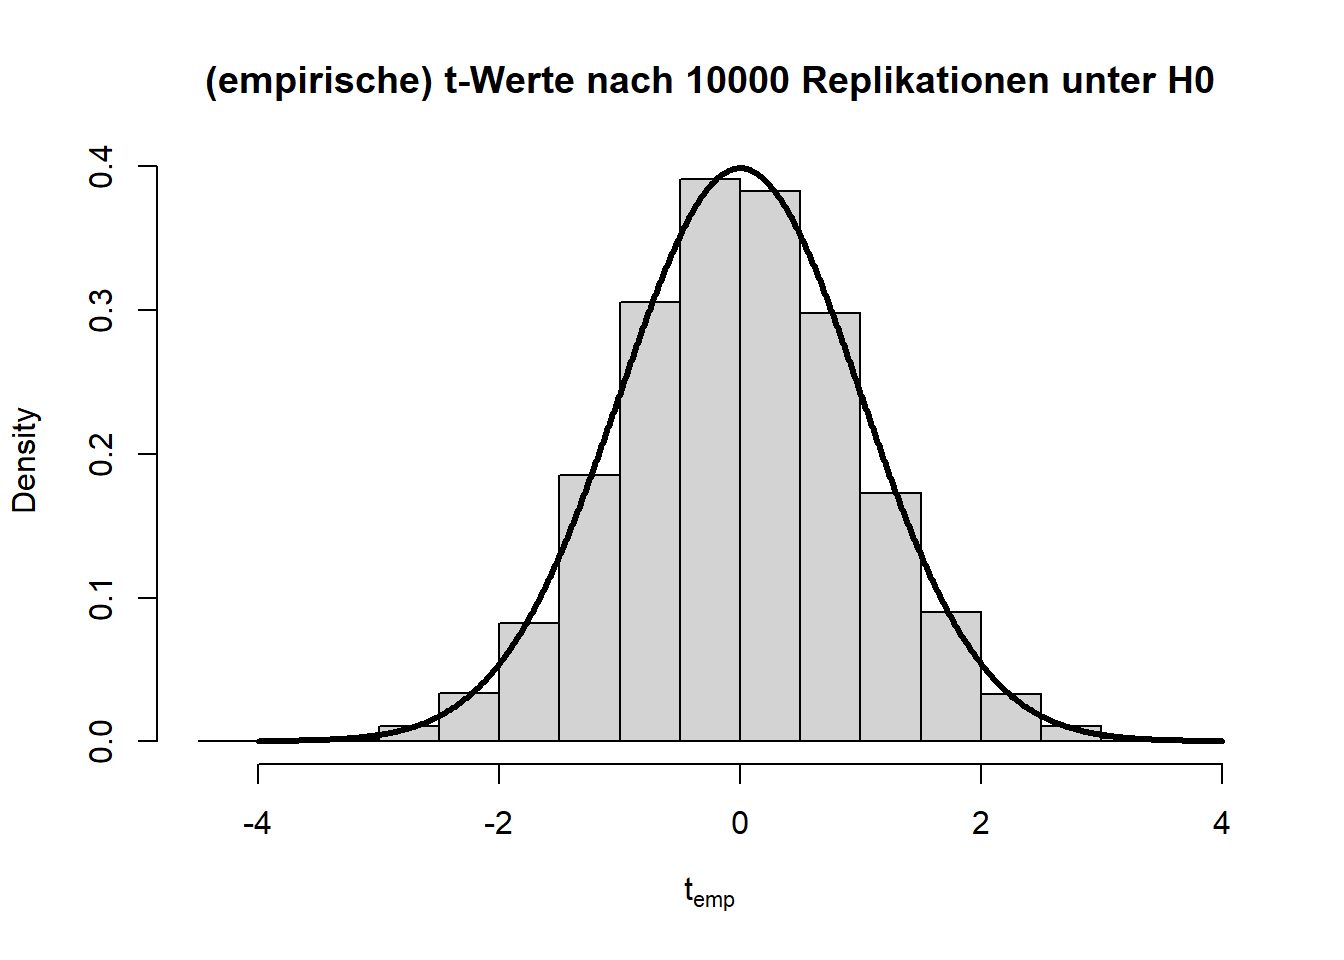 (empirische) t-Werte nach 10000 Replikationen unter H0
Density
0.4
0.3
0.2
0.1
0.0
-4 -2 0 2 4
temp